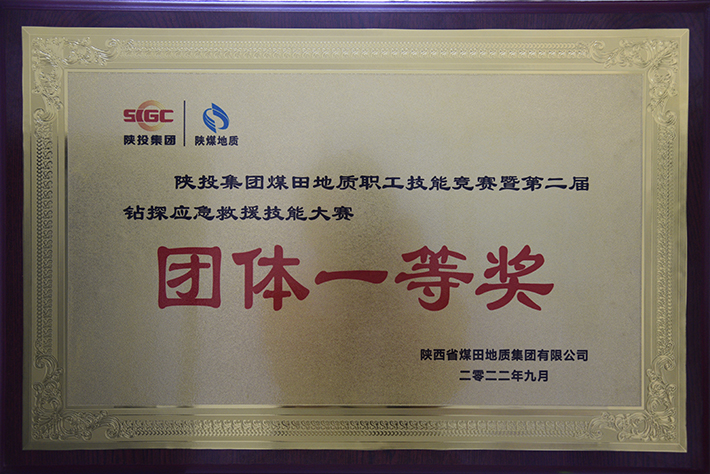 SIGC
陕投集团
陕煤地质
陕投集团煤田地质职工技能竞赛暨第二届
钻探应急救援技能大赛
团体一等奖
陕西省煤田地质集团有限公司
二零二二年九月